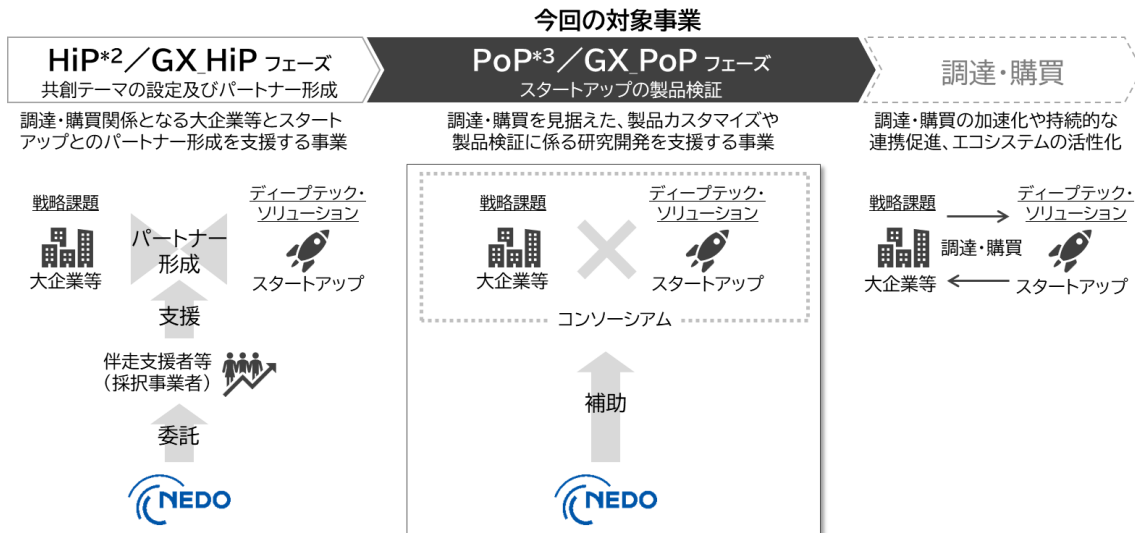 今回の対象事業
HiP*2／GX_HiP フェーズ
共創テーマの設定及びパートナー形成
PoP*3／GX_PoP フェーズ
スタートアップの製品検証
調達・購買
調達・購買関係となる大企業等とスタート
アップとのパートナー形成を支援する事業
調達・購買を見据えた、製品カスタマイズや
製品検証に係る研究開発を支援する事業
調達・購買の加速化や持続的な
連携促進、エコシステムの活性化
戦略課題
大企業等
パートナー
形成
ディープテック・
ソリューション
スタートアップ
支援
伴走支援者等
（採択事業者）
委託
NEDO
戦略課題
大企業等
ディープテック・
ソリューション
スタートアップ
コンソーシアム
補助
NEDO
戦略課題
大企業等
調達・購買
ディープテック・
ソリューション
スタートアップ